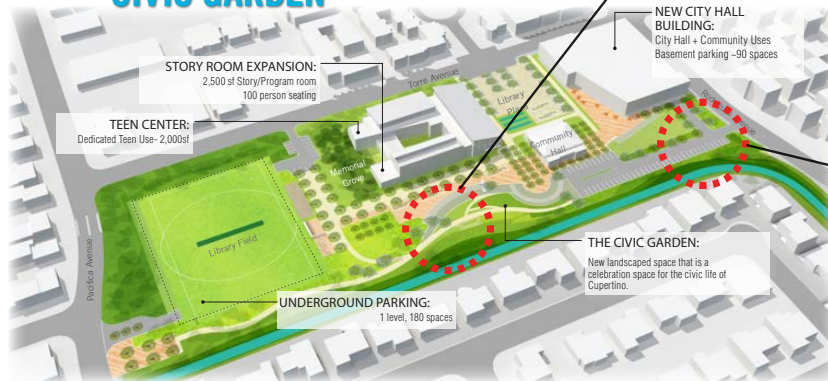 CIVIC GARDEN
NEW CITY HALL
BUILDING:
City Hall + Community Uses
Basement parking ~90 spaces
STORY ROOM EXPANSION:
2,500 sf Story/Program room
100 person seating
TEEN CENTER:
Dedicated Teen Use- 2,000sf
Torre Avenue
Library
Plaza
Community
Hall
Memorial
Grove
Library Field
Pacifica Avenue
Avenue
THE CIVIC GARDEN:
New landscaped space that is a
celebration space for the civic life of
Cupertino.
UNDERGROUND PARKING:
1 level, 180 spaces